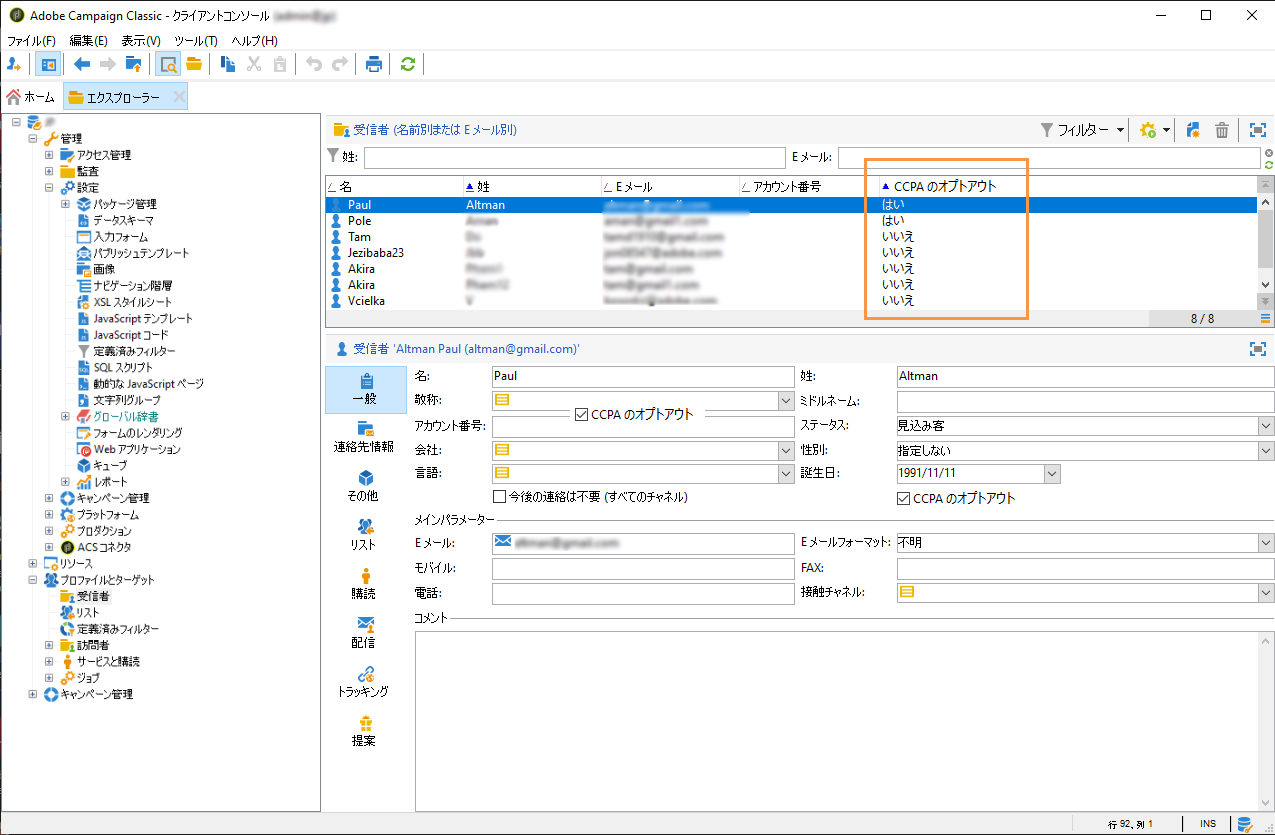 Adobe Campaign Classic - クライアントコンソール
ファイル(F) 編集(E) 表示(V) ツール(T) ヘルプ(H)
ホーム エクスプローラー
管理
アクセス管理
監査
設定
パッケージ管理
データスキーマ
入力フォーム
パブリッシュテンプレート
画像
ナビゲーション階層
XSL スタイルシート
JavaScript テンプレート
JavaScript コード
定義済みフィルター
SQL スクリプト
動的な JavaScript ページ
文字列グループ
グローバル辞書
フォームのレンダリング
Web アプリケーション
キューブ
レポート
キャンペーン管理
プラットフォーム
プロダクション
ACS コネクタ
リソース
プロファイルとターゲット
受信者
リスト
定義済みフィルター
訪問者
サービスと購読
ジョブ
キャンペーン管理
受信者 (名前別または Eメール別)
フィルター
姓: Eメール:
名 姓 Eメール アカウント番号 CCPA のオプトアウト
Paul Altman はい
Pole はい
Tam いいえ
Jezibaba23 いいえ
Akira いいえ
Akira いいえ
Vcielka V いいえ
8 / 8
受信者 'Altman Paul (altman@gmail.com)'
一般
連絡先情報
その他
リスト
購読
配信
トラッキング
提案
名: Paul 姓: Altman
敬称: ミドルネーム:
CCPA のオプトアウト
アカウント番号: ステータス: 見込み客
会社: 性別: 指定しない
言語: 誕生日: 1991/11/11
今後の連絡は不要 (すべてのチャネル) CCPA のオプトアウト
メインパラメーター
Eメール: altman@gmail.com Eメールフォーマット: 不明
モバイル: FAX:
電話: 接触チャネル:
コメント
行 92, 列 1 INS